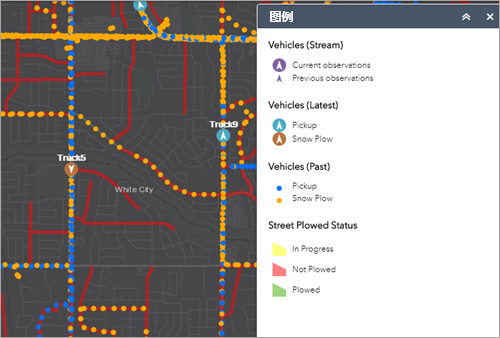 图例
Vehicles (Stream)
Current observations
Previous observations
Vehicles (Latest)
Pickup
Snow Plow
Vehicles (Past)
Pickup
Snow Plow
Street Plowed Status
In Progress
Not Plowed
Plowed
Truck9
Truck5
White City